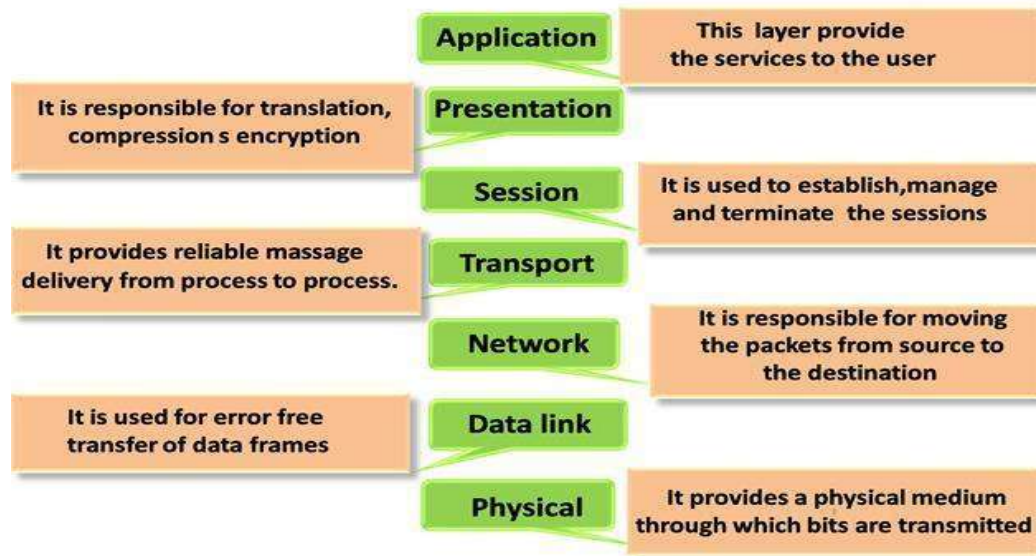 Application
This layer provide
the services to the user
Presentation
It is responsible for translation,
compression s encryption
Session
It is used to establish,manage
and terminate the sessions
Transport
It provides reliable massage
delivery from process to process.
Network
It is responsible for moving
the packets from source to
the destination
Data link
It is used for error free
transfer of data frames
Physical
It provides a physical medium
through which bits are transmitted